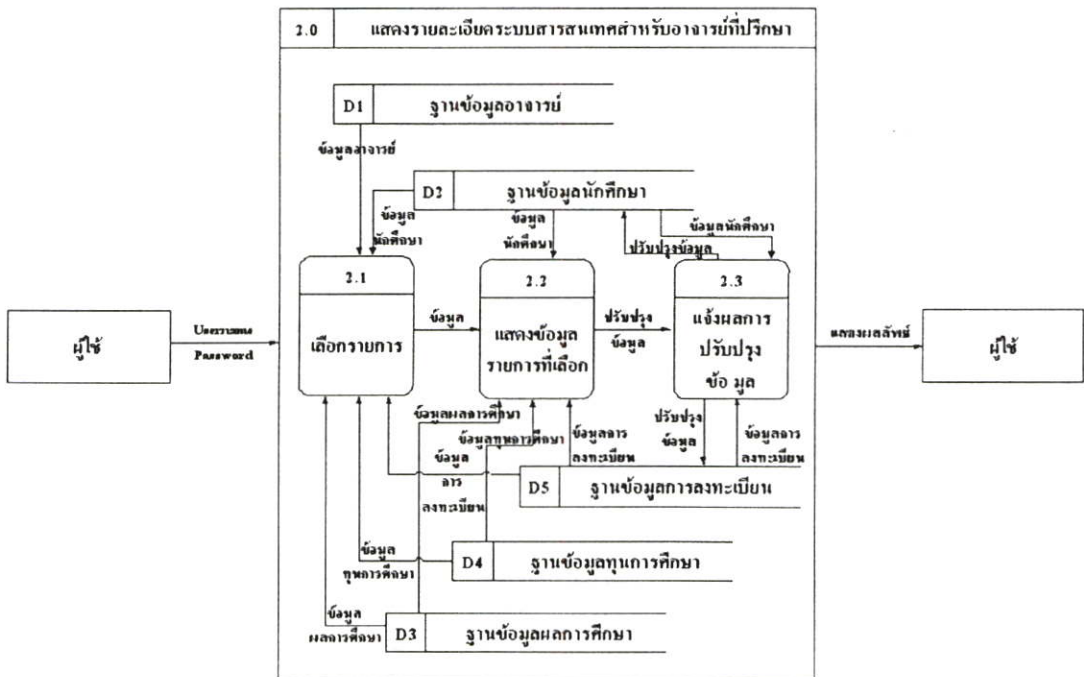 2.0 แสดงรายละเอียดระบบสารสนเทศสำหรับอาจารย์ที่ปรึกษา
D1 ฐานข้อมูลอาจารย์
ข้อมูลอาจารย์
D2 ฐานข้อมูลนักศึกษา
ข้อมูล
นักศึกษา
ข้อมูล
นักศึกษา
ข้อมูลนักศึกษา
ปรับปรุงข้อมูล
2.1
เลือกรายการ
2.2
แสดงข้อมูล
รายการที่เลือก
2.3
แจ้งผลการ
ปรับปรุง
ข้อ มูล
ผู้ใช้
Username
Password
ข้อมูล
ปรับปรุง
ข้อมูล
แสดงผลลัพธ์
ผู้ใช้
ข้อมูลผลการศึกษา
ข้อมูลทุนการศึกษา
ข้อมูล
การ
ลงทะเบียน
ข้อมูลการ
ลงทะเบียน
ปรับปรุง
ข้อมูล
ข้อมูลการ
ลงทะเบียน
D5 ฐานข้อมูลการลงทะเบียน
ข้อมูล
ทุนการศึกษา
D4 ฐานข้อมูลทุนการศึกษา
ข้อมูล
ผลการศึกษา
D3 ฐานข้อมูลผลการศึกษา